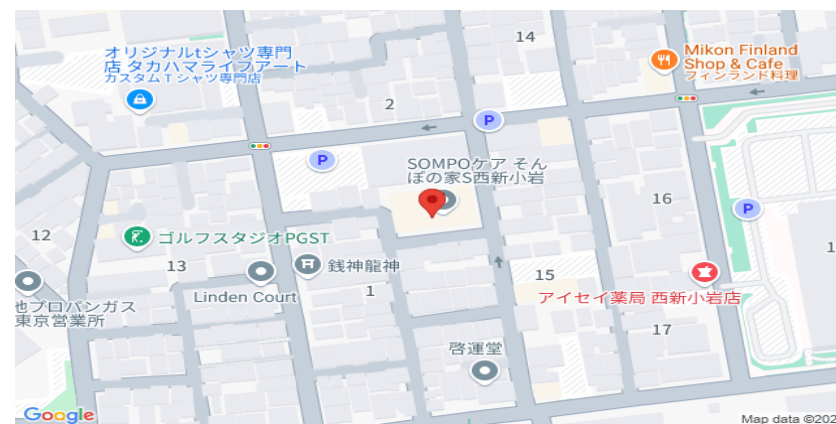 14
オリジナルtシャツ専門
店 タカハマライフアート
カスタムTシャツ専門店
Mikon Finland
Shop & Cafe
フィンランド料理
2
P
P
SOMPOケア そん
ぽの家S西新小岩
16
P
12
ゴルフスタジオPGST
13
銭神龍神
1
15
1
Linden Court
アイセイ薬局 西新小岩店
池プロパンガス
東京営業所
17
啓運堂
Google
Map data ©202